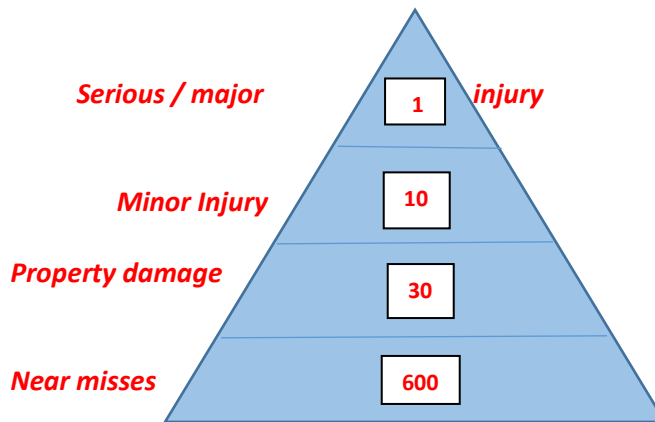 Serious / major 1 injury
Minor Injury 10
Property damage 30
Near misses 600